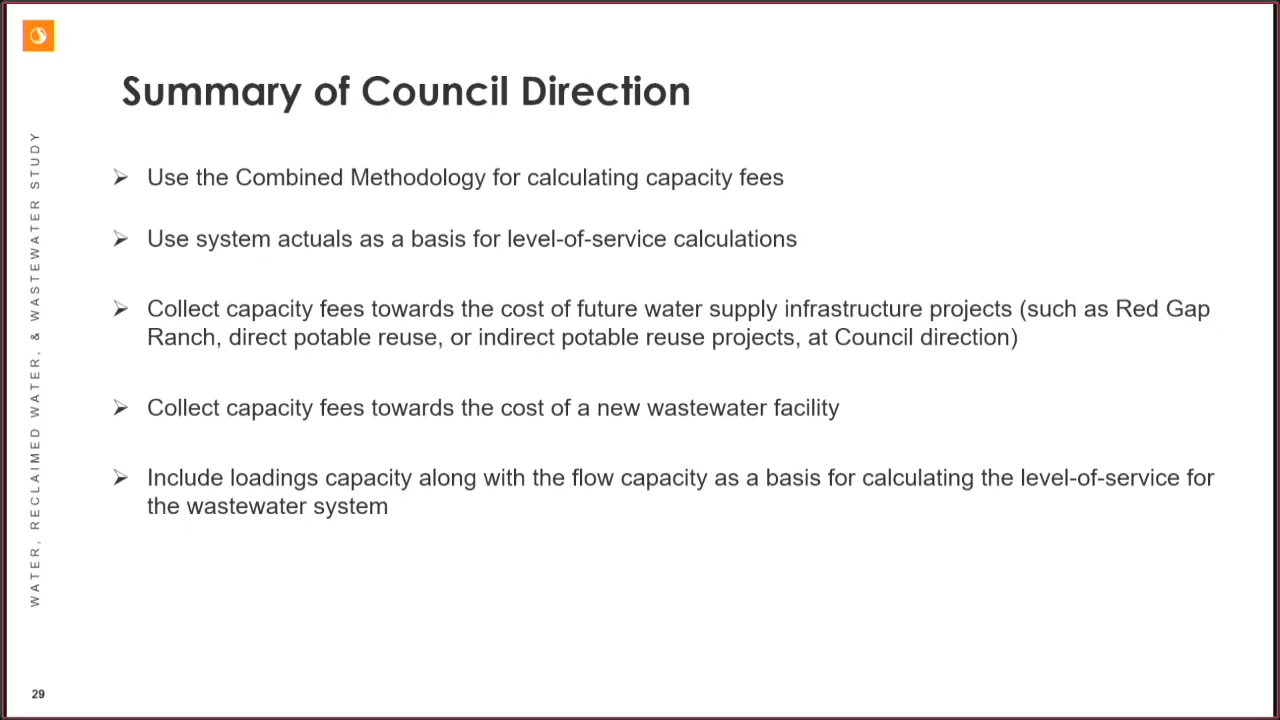 Summary of Council Direction
WATER, RECLAIMED WATER, & WASTEWATER STUDY
➢ Use the Combined Methodology for calculating capacity fees
➢ Use system actuals as a basis for level-of-service calculations
➢ Collect capacity fees towards the cost of future water supply infrastructure projects (such as Red Gap
Ranch, direct potable reuse, or indirect potable reuse projects, at Council direction)
➢ Collect capacity fees towards the cost of a new wastewater facility
➢ Include loadings capacity along with the flow capacity as a basis for calculating the level-of-service for
the wastewater system
29